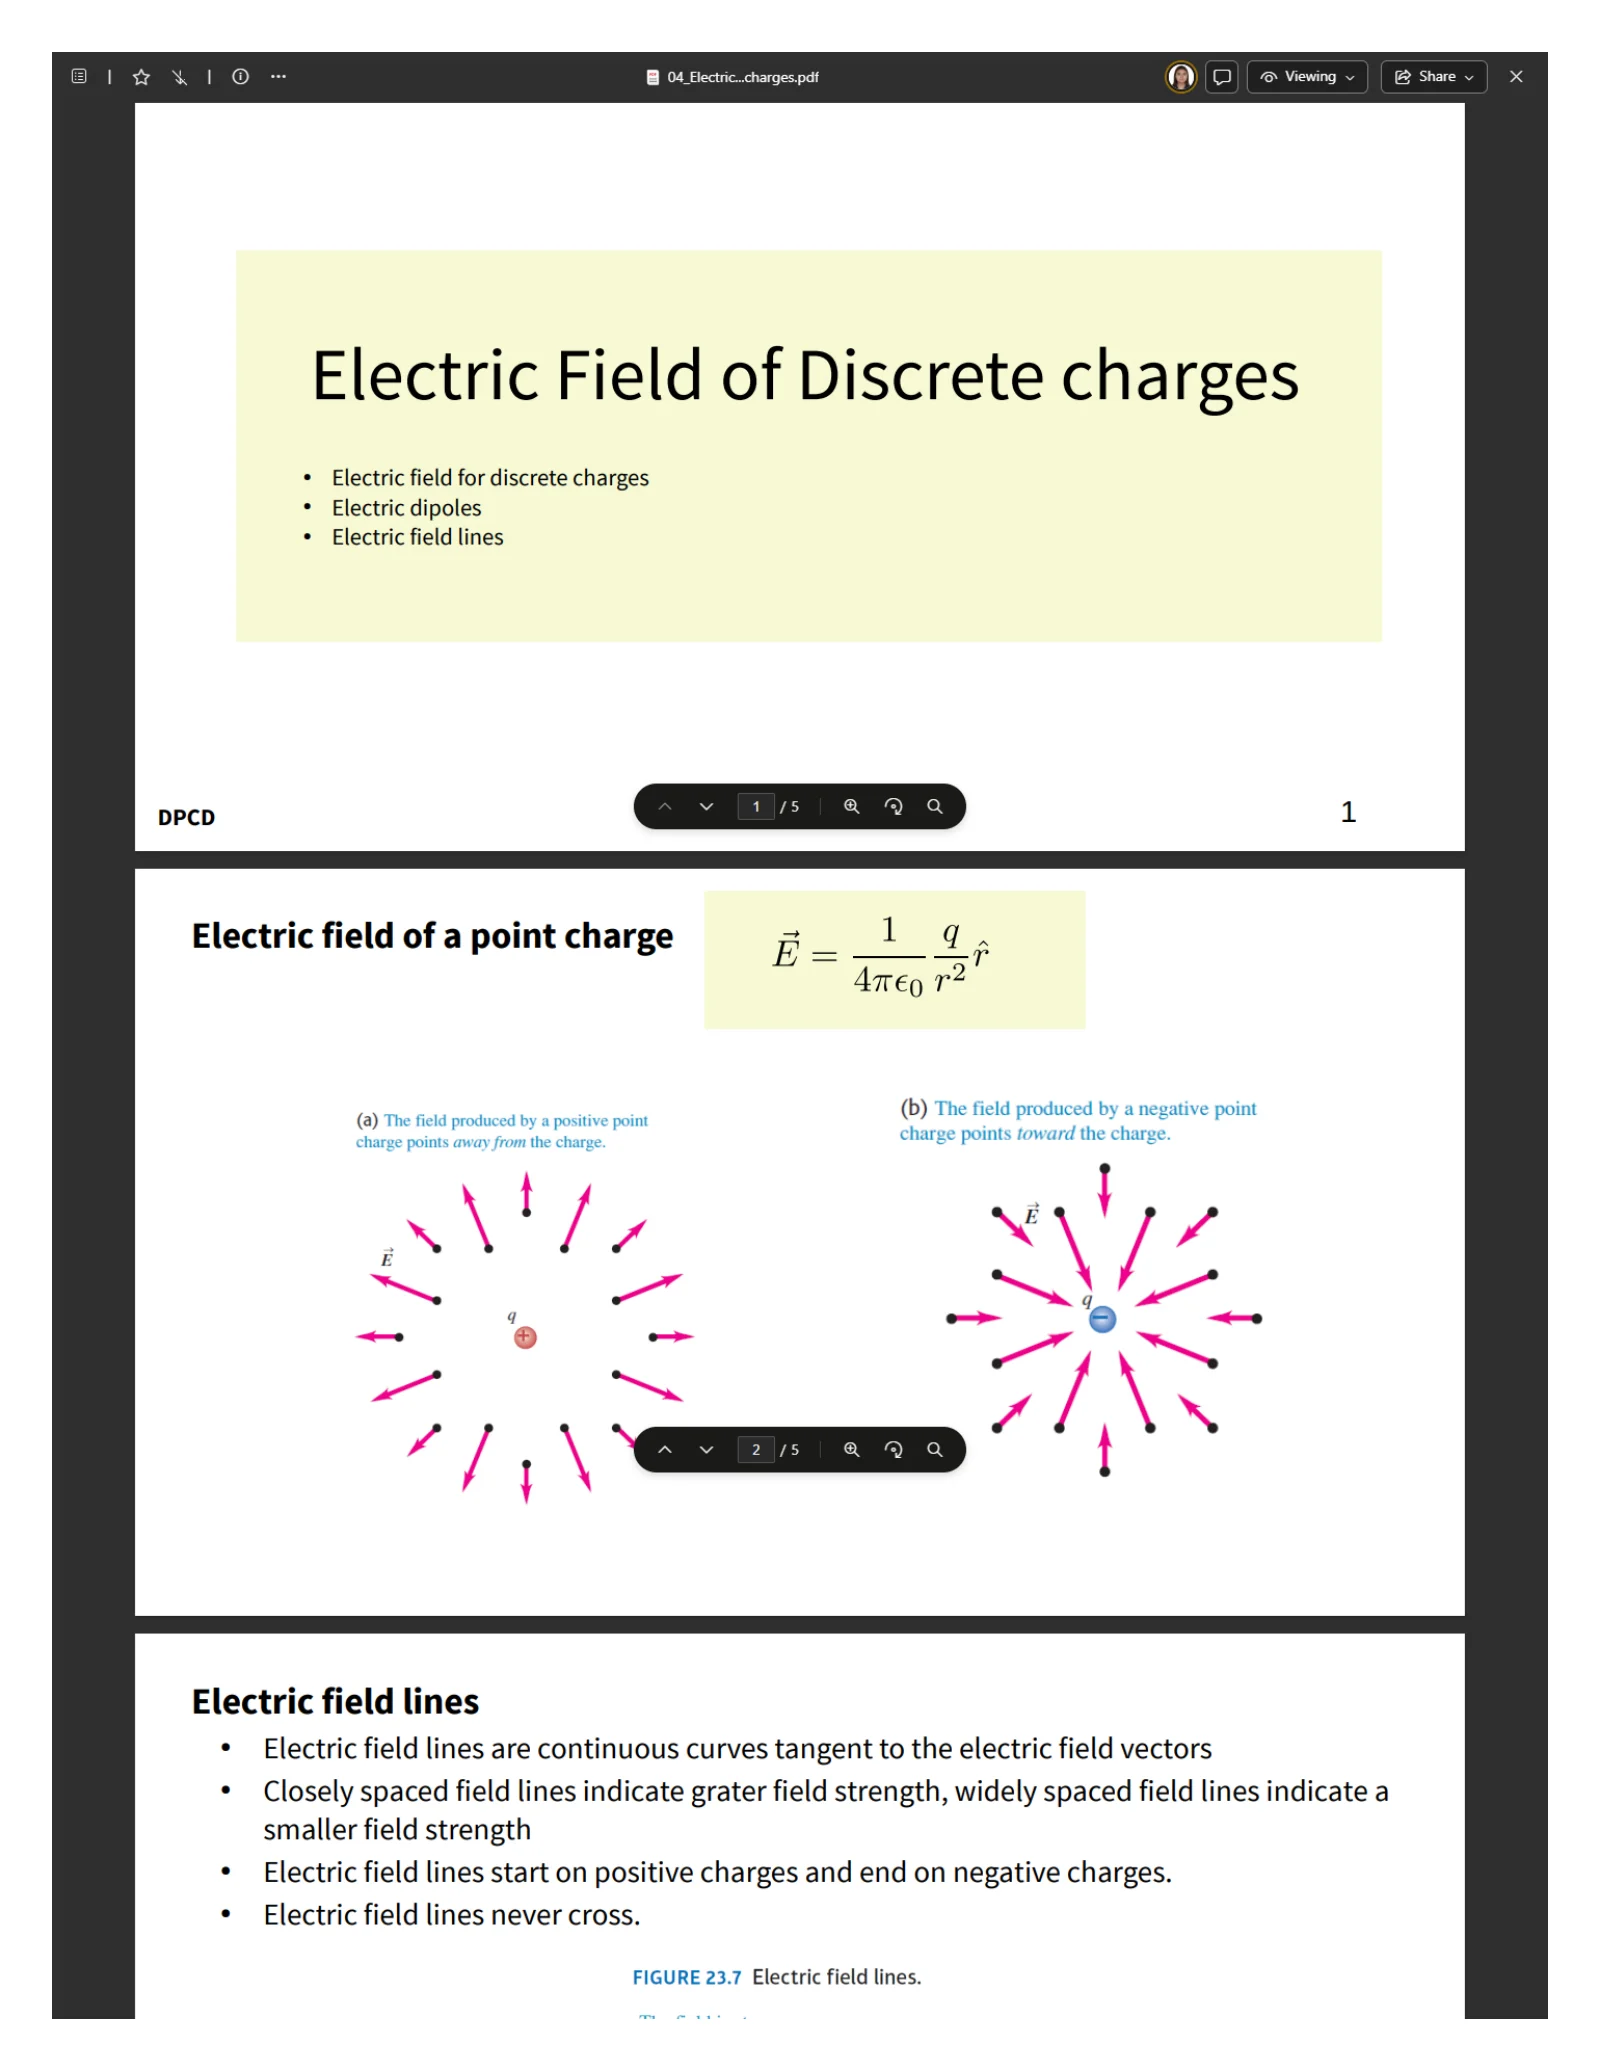 04_Electric...charges.pdf
Viewing
Share
Electric Field of Discrete charges
• Electric field for discrete charges
• Electric dipoles
• Electric field lines
DPCD
1 / 5
1
Electric field of a point charge
\vec{E} = \frac{1}{4\pi\epsilon_0} \frac{q}{r^2} \hat{r}
(a) The field produced by a positive point
charge points away from the charge.
(b) The field produced by a negative point
charge points toward the charge.
\vec{E}
q
+
\vec{E}
q
−
2 / 5
Electric field lines
• Electric field lines are continuous curves tangent to the electric field vectors
• Closely spaced field lines indicate grater field strength, widely spaced field lines indicate a
smaller field strength
• Electric field lines start on positive charges and end on negative charges.
• Electric field lines never cross.
FIGURE 23.7 Electric field lines.